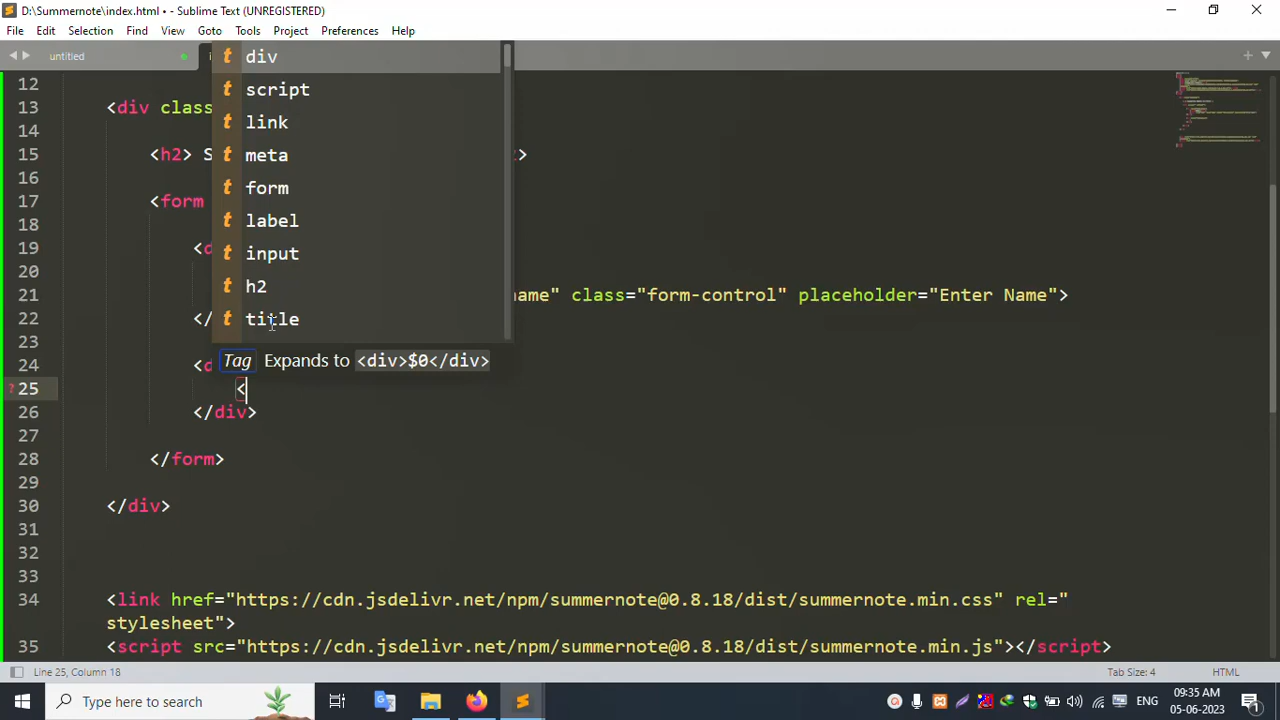 D:\Summernote\index.html • - Sublime Text (UNREGISTERED)
File Edit Selection Find View Goto Tools Project Preferences Help
untitled
div
script
link
meta
form
label
input
h2
title
Tag Expands to <div>$0</div>
12
13 <div class
14
15 <h2> S >
16
17 <form
18
19 <d
20
21 name" class="form-control" placeholder="Enter Name">
22 </
23
24 <d
25 <
26 </div>
27
28 </form>
29
30 </div>
31
32
33
34 <link href="https://cdn.jsdelivr.net/npm/summernote@0.8.18/dist/summernote.min.css" rel="
stylesheet">
35 <script src="https://cdn.jsdelivr.net/npm/summernote@0.8.18/dist/summernote.min.js"></script>
Line 25, Column 18 Tab Size: 4 HTML
Type here to search
ENG
09:35 AM
05-06-2023